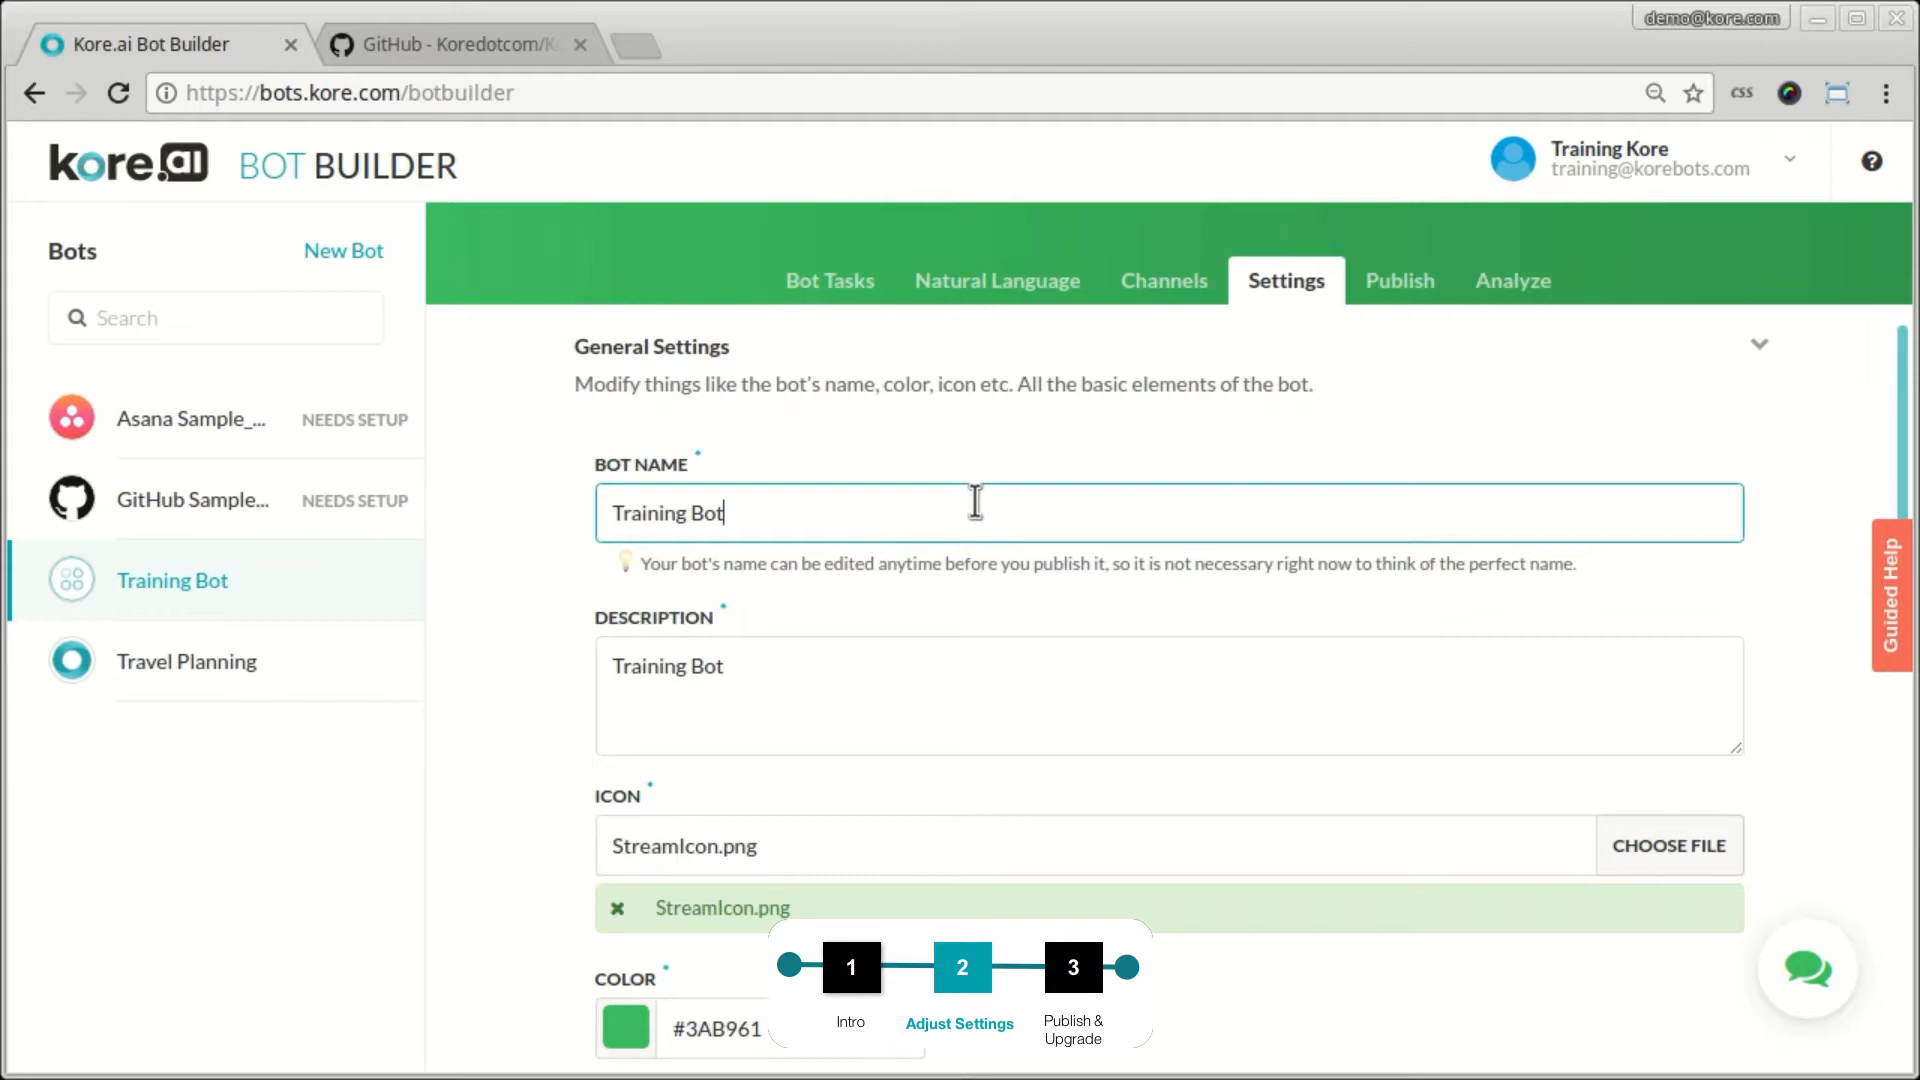 demo@kore.com
Kore.ai Bot Builder
GitHub - Koredotcom/K
https://bots.kore.com/botbuilder
css
kore.ai BOT BUILDER
Training Kore
training@korebots.com
?
Bots
New Bot
Search
Asana Sample_...
NEEDS SETUP
GitHub Sample...
NEEDS SETUP
Training Bot
Travel Planning
Bot Tasks
Natural Language
Channels
Settings
Publish
Analyze
General Settings
Modify things like the bot's name, color, icon etc. All the basic elements of the bot.
BOT NAME *
Training Bot
Your bot's name can be edited anytime before you publish it, so it is not necessary right now to think of the perfect name.
DESCRIPTION *
Training Bot
ICON *
StreamIcon.png
CHOOSE FILE
StreamIcon.png
COLOR *
#3AB961
Guided Help
1
2
3
Intro
Adjust Settings
Publish &
Upgrade